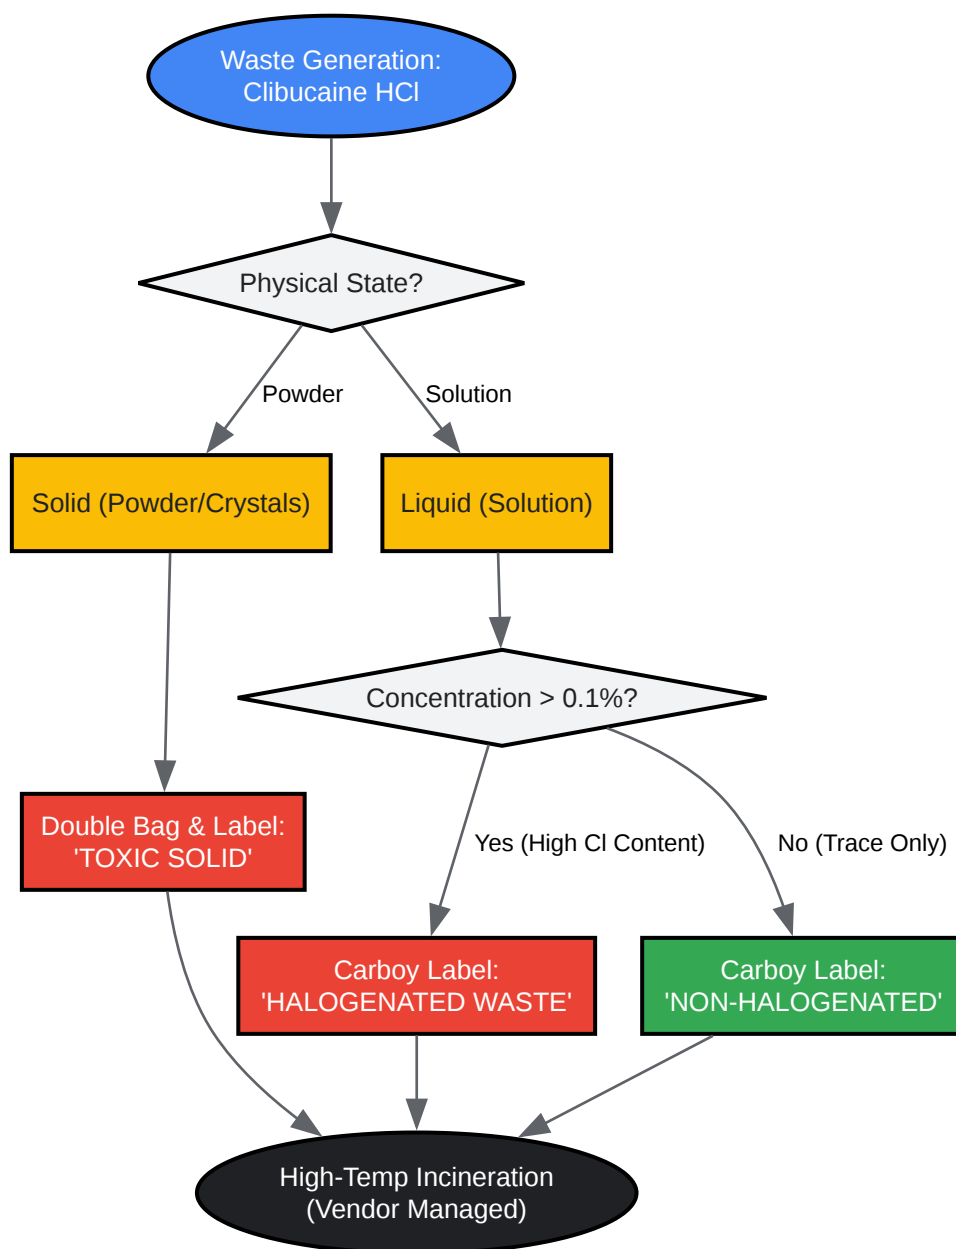 Waste Generation:
Clibucaine HCl
Physical State?
Powder
Solution
Solid (Powder/Crystals)
Liquid (Solution)
Concentration > 0.1%?
Double Bag & Label:
'TOXIC SOLID'
Yes (High Cl Content)
No (Trace Only)
Carboy Label:
'HALOGENATED WASTE'
Carboy Label:
'NON-HALOGENATED'
High-Temp Incineration
(Vendor Managed)